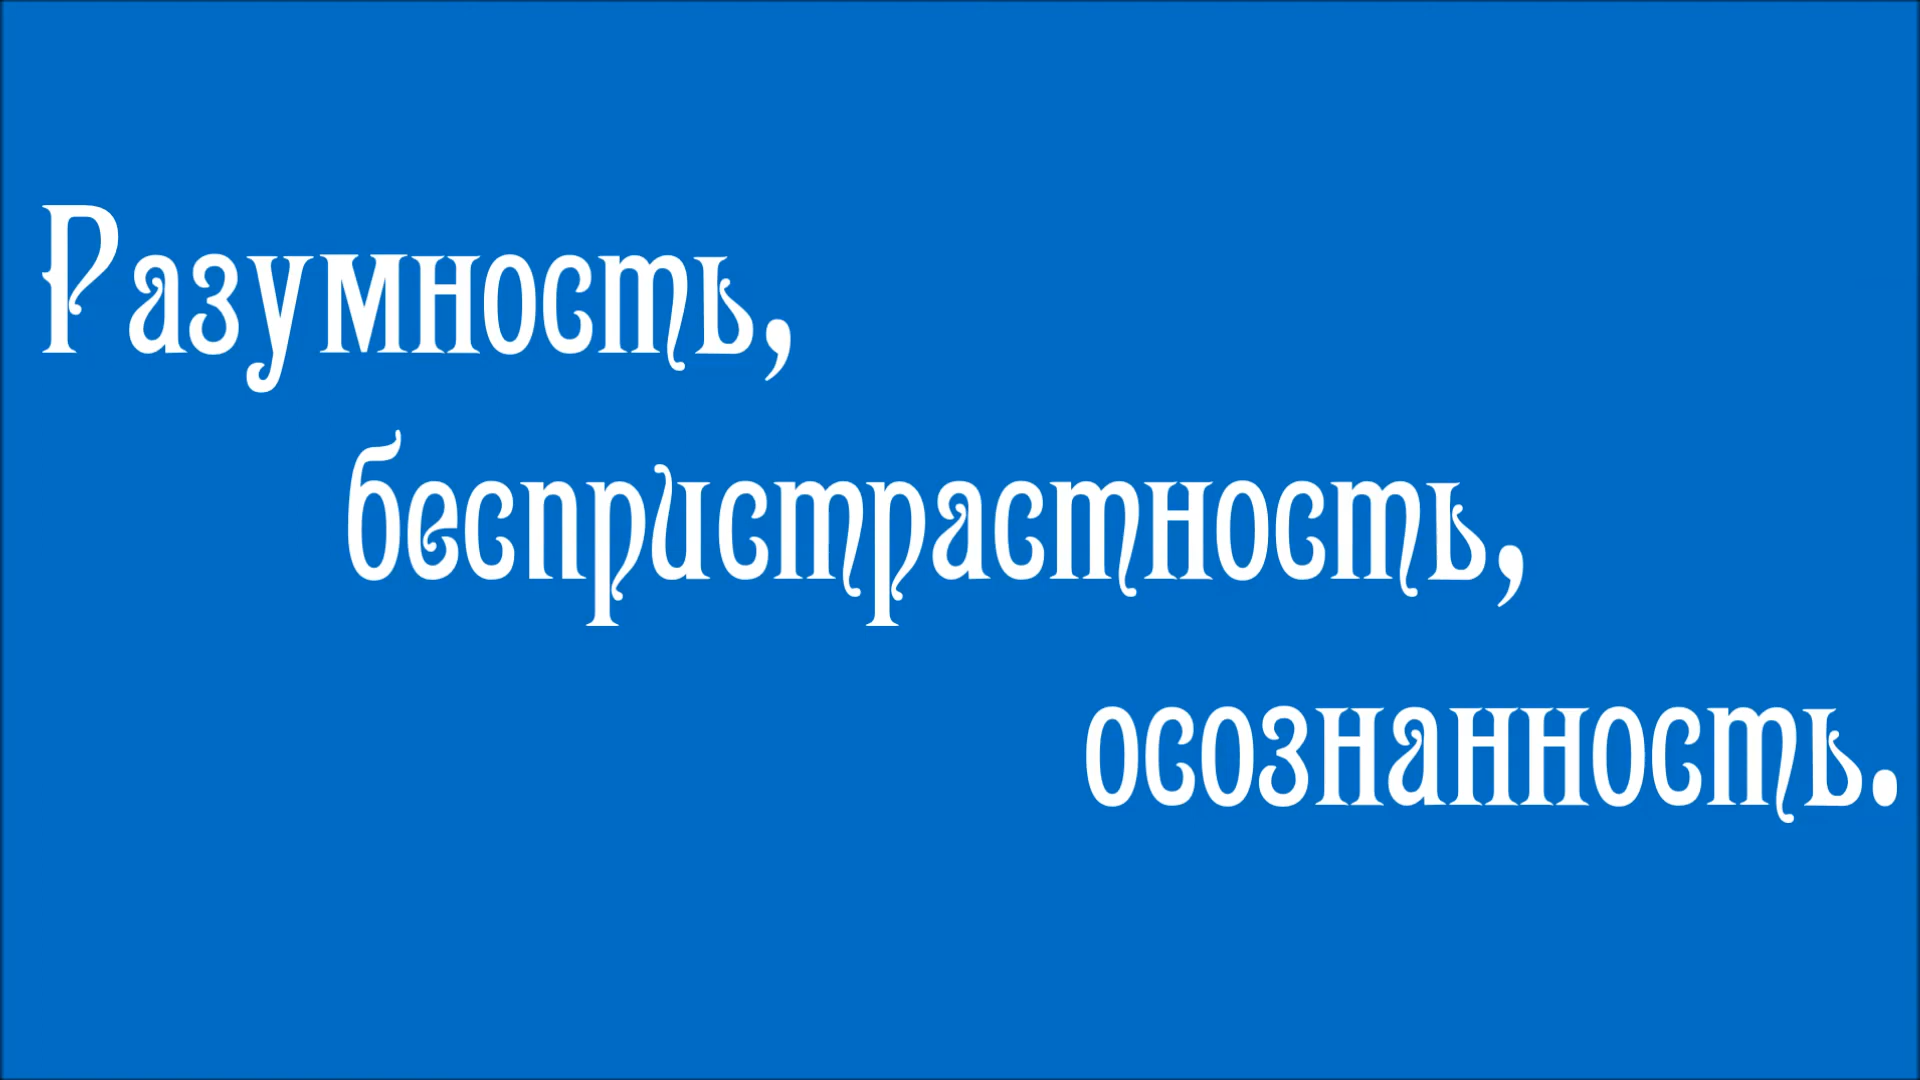 Разумность,
беспристрастность,
осознанность.